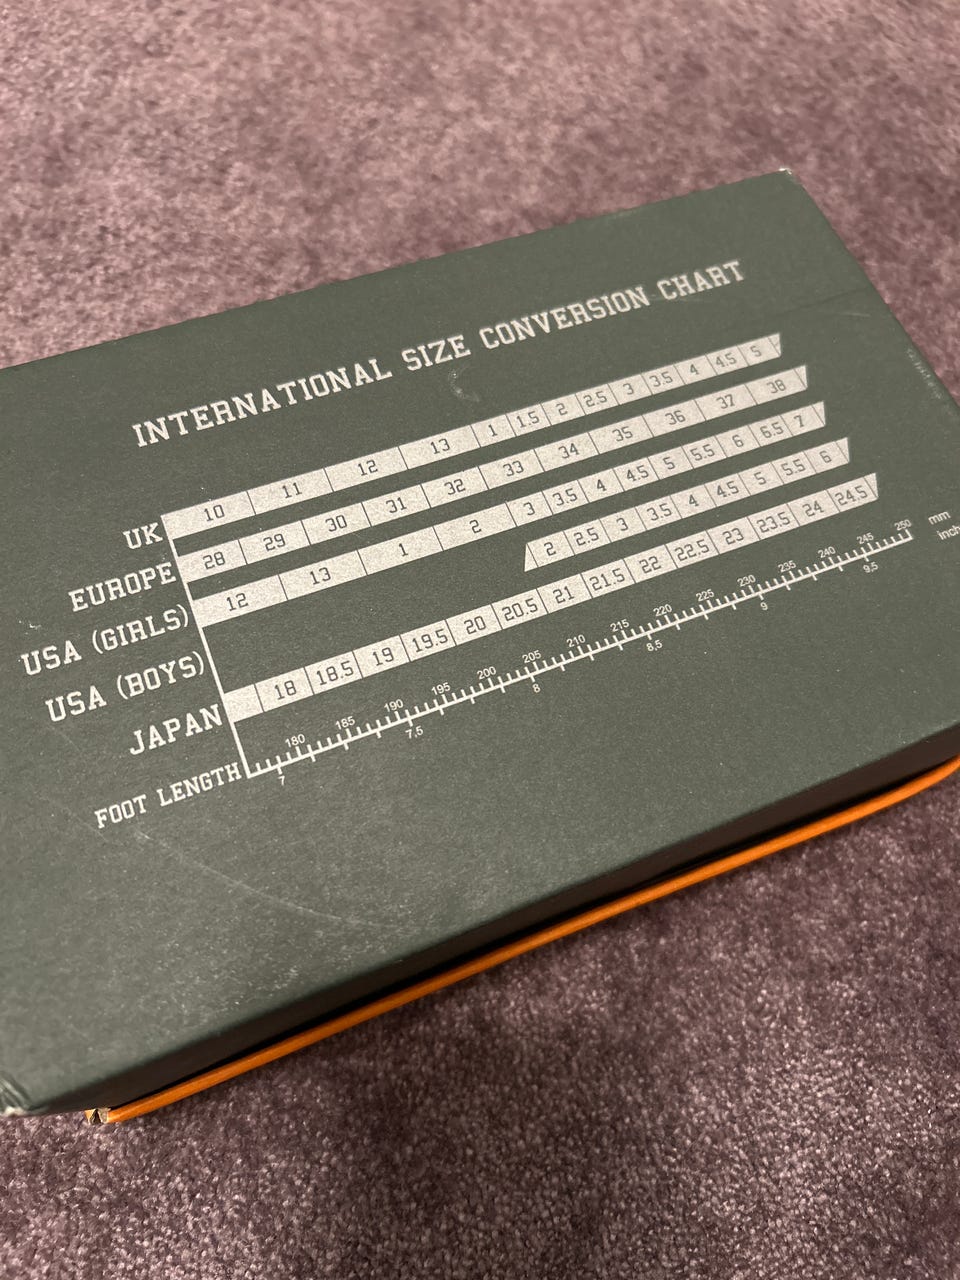 INTERNATIONAL SIZE CONVERSION CHART
UK 10 11 12 13 1 1.5 2 2.5 3 3.5 4 4.5 5
EUROPE 28 29 30 31 32 33 34 35 36 37 38
USA (GIRLS) 12 13 1 2 3 3.5 4 4.5 5 5.5 6 6.5 7
USA (BOYS) 2 2.5 3 3.5 4 4.5 5 5.5 6
JAPAN 18 18.5 19 19.5 20 20.5 21 21.5 22 22.5 23 23.5 24 24.5
180 185 190 195 200 205 210 215 220 225 230 235 240 245 250 mm
FOOT LENGTH 7 7,5 8 8,5 9 9,5 inch